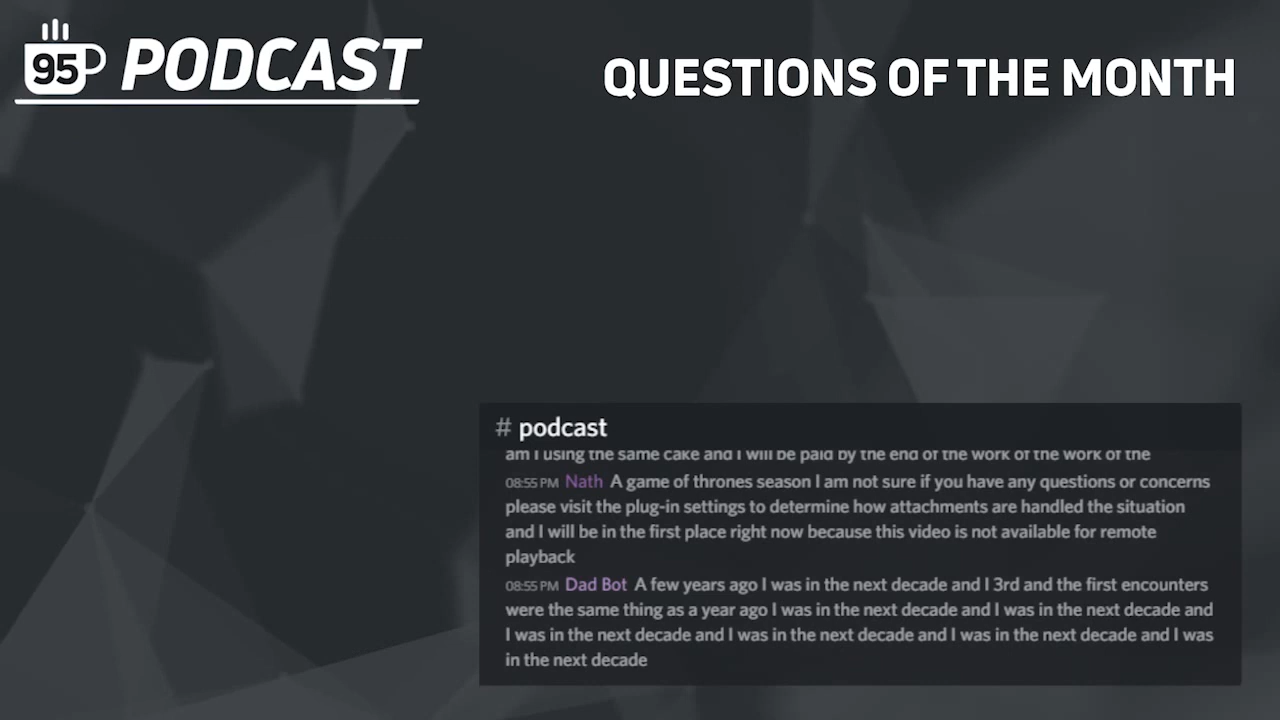 95 PODCAST
QUESTIONS OF THE MONTH
# podcast
am I using the same cake and I will be paid by the end of the work of the work of the
08:55 PM Nath A game of thrones season I am not sure if you have any questions or concerns
please visit the plug-in settings to determine how attachments are handled the situation
and I will be in the first place right now because this video is not available for remote
playback
08:55 PM Dad Bot A few years ago I was in the next decade and I 3rd and the first encounters
were the same thing as a year ago I was in the next decade and I was in the next decade and
I was in the next decade and I was in the next decade and I was in the next decade and I was
in the next decade